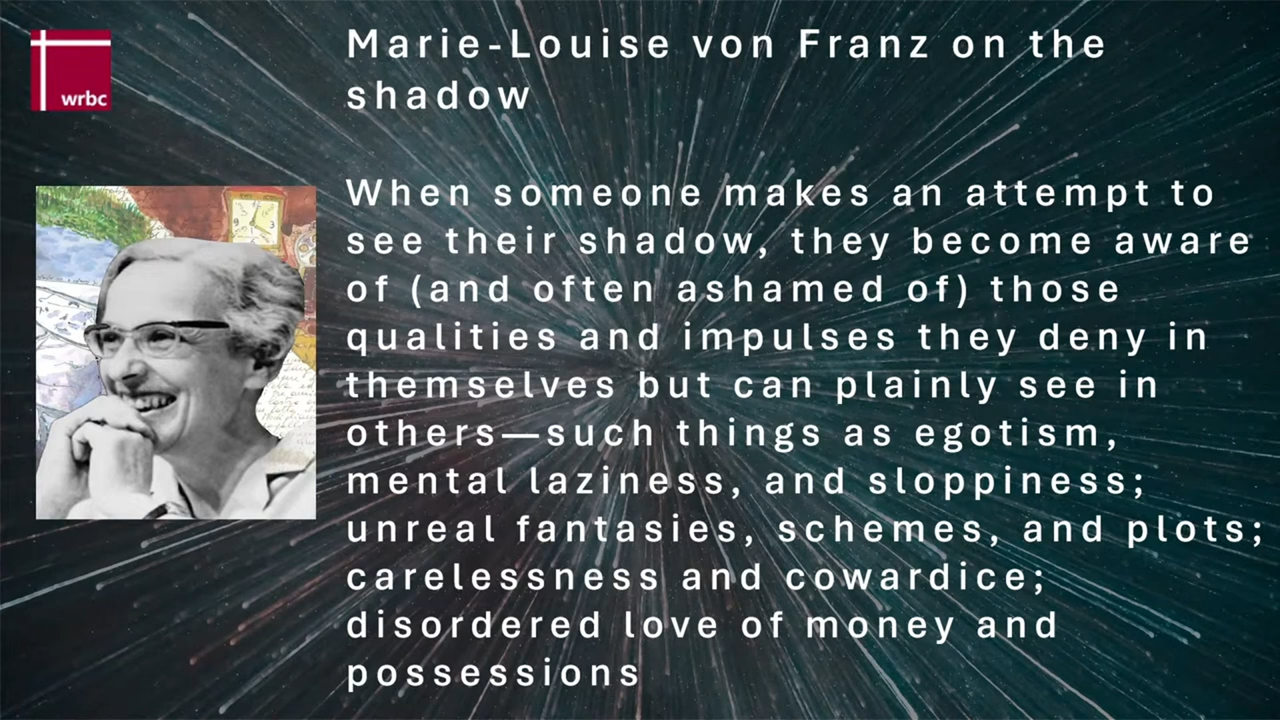 wrbc
Marie-Louise von Franz on the
shadow
When someone makes an attempt to
see their shadow, they become aware
of (and often ashamed of) those
qualities and impulses they deny in
themselves but can plainly see in
others—such things as egotism,
mental laziness, and sloppiness;
unreal fantasies, schemes, and plots;
carelessness and cowardice;
disordered love of money and
possessions